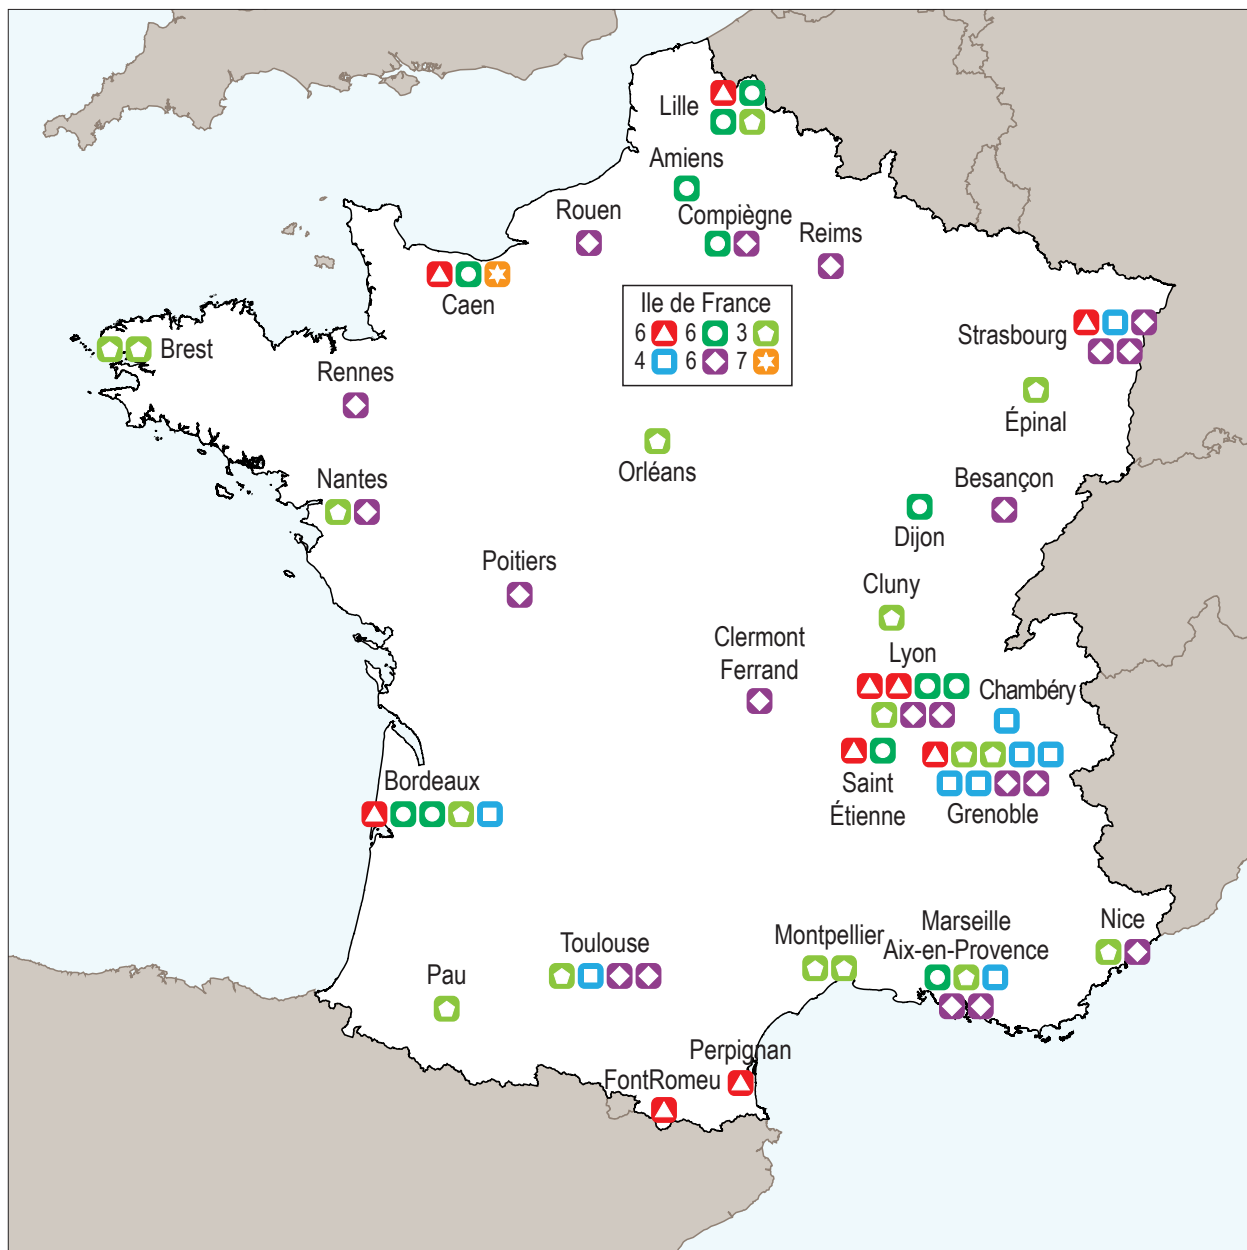 Lille
Amiens
Rouen
Compiègne
Reims
Caen
Ile de France
6 6 3
4 6 7
Strasbourg
Brest
Rennes
Épinal
Orléans
Nantes
Besançon
Dijon
Poitiers
Cluny
Clermont
Ferrand
Lyon
Chambéry
Bordeaux
Saint
Étienne
Grenoble
Toulouse
Montpellier
Marseille
Aix-en-Provence
Nice
Pau
Perpignan
FontRomeu